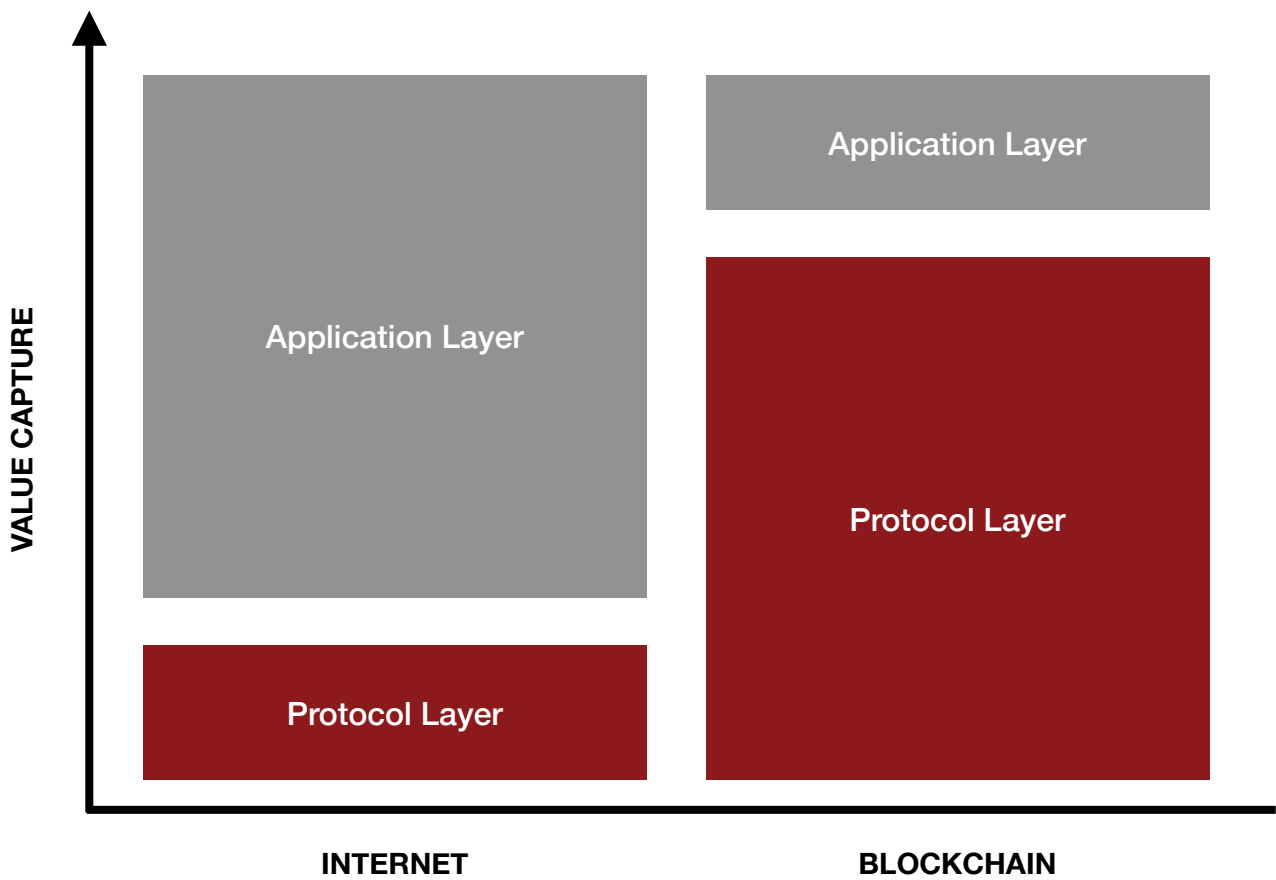 VALUE CAPTURE
Application Layer
Protocol Layer
Application Layer
Protocol Layer
INTERNET
BLOCKCHAIN